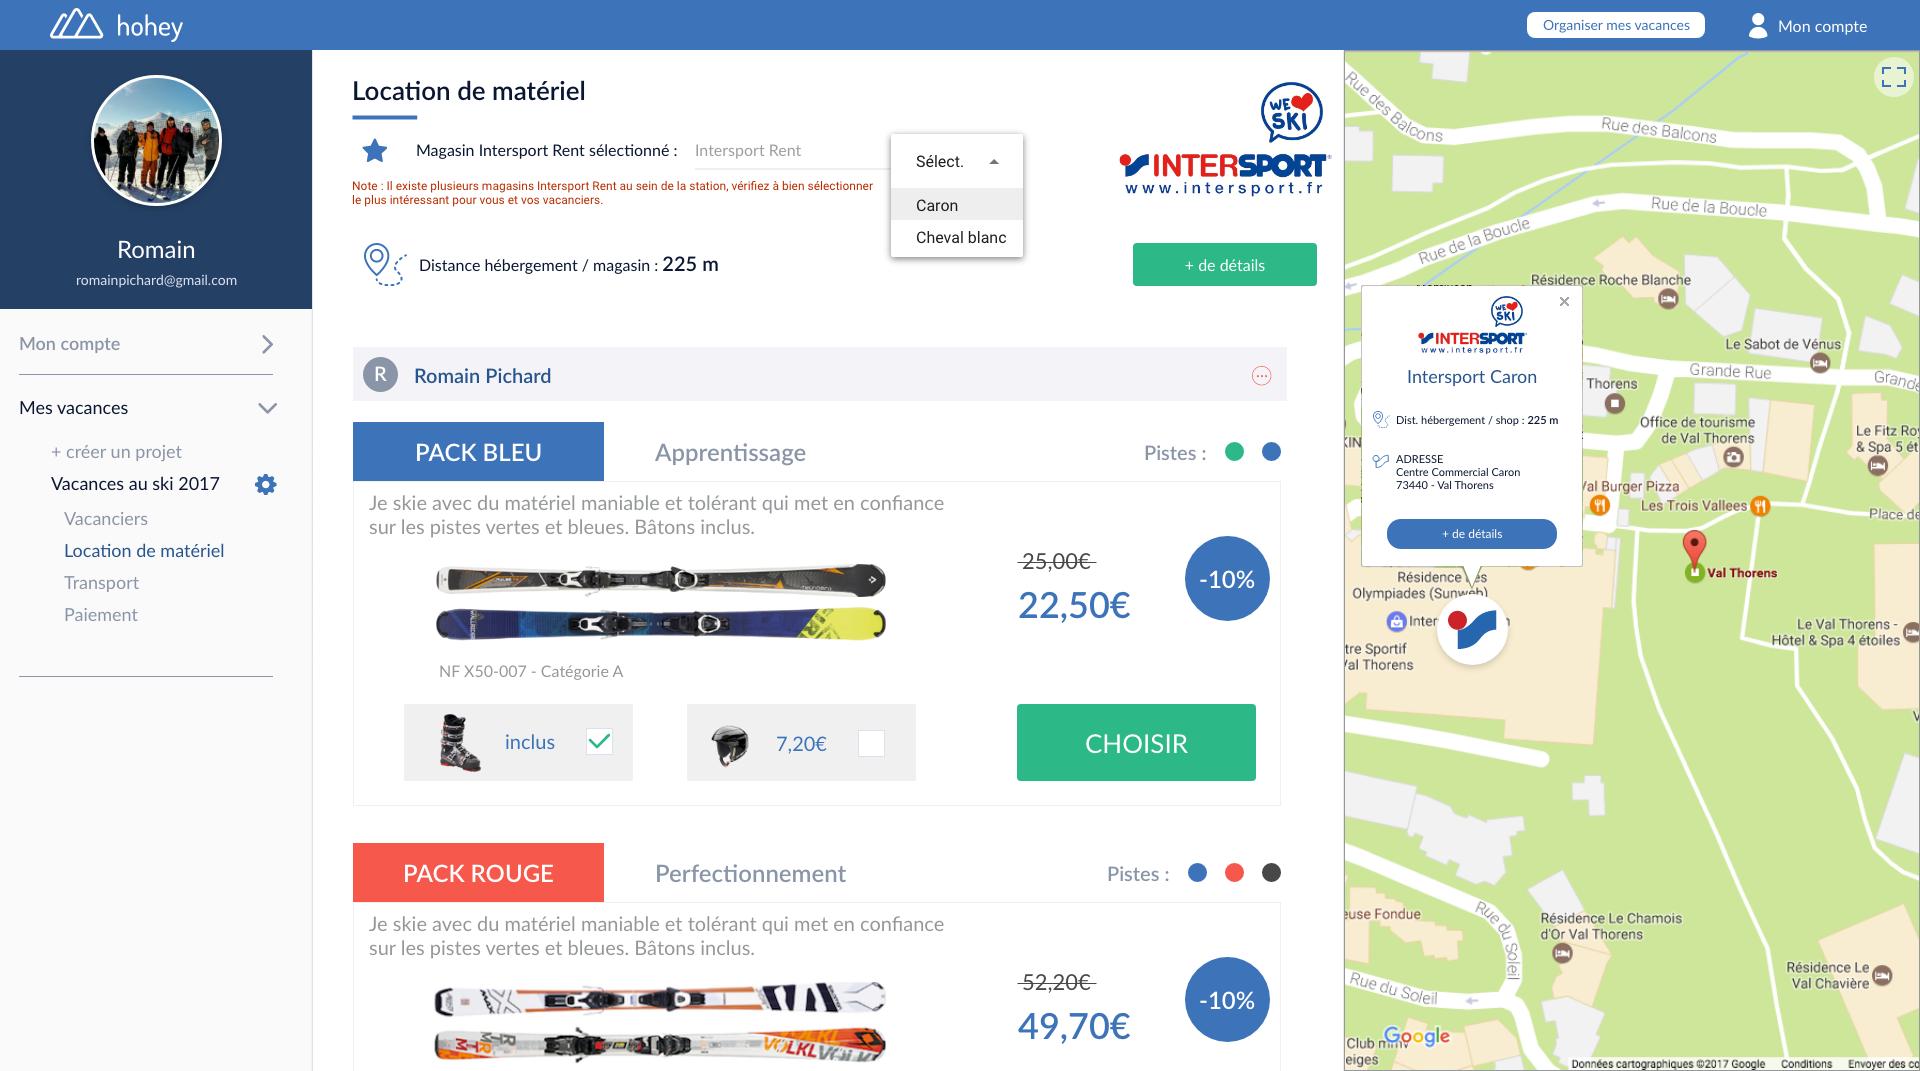 hohey
Organiser mes vacances
Mon compte
Romain
romainpichard@gmail.com
Mon compte
Mes vacances
+ créer un projet
Vacances au ski 2017
Vacanciers
Location de matériel
Transport
Paiement
Location de matériel
Magasin Intersport Rent sélectionné :
Intersport Rent
Sélect.
Caron
Cheval blanc
Note : Il existe plusieurs magasins Intersport Rent au sein de la station, vérifiez à bien sélectionner
le plus intéressant pour vous et vos vacanciers.
WE SKI
INTERSPORT
www.intersport.fr
Distance hébergement / magasin : 225 m
+ de détails
R
Romain Pichard
PACK BLEU
Apprentissage
Pistes :
Je skie avec du matériel maniable et tolérant qui met en confiance
sur les pistes vertes et bleues. Bâtons inclus.
25,00€
22,50€
-10%
NF X50-007 - Catégorie A
inclus
7,20€
CHOISIR
PACK ROUGE
Perfectionnement
Pistes :
Je skie avec du matériel maniable et tolérant qui met en confiance
sur les pistes vertes et bleues. Bâtons inclus.
52,20€
49,70€
-10%
VOLKL
Rue des Balcons
Rue des Balcons
Rue de la Boucle
Rue de la Boucle
Résidence Roche Blanche
Le Sabot de Vénus
Grande Rue
Grande
Thorens
Office de tourisme
de Val Thorens
Le Fitz Roy
& Spa 5 ét
Val Burger Pizza
Les Trois Vallees
Place de
Val Thorens
WE SKI
INTERSPORT
www.intersport.fr
Intersport Caron
Dist. hébergement / shop : 225 m
ADRESSE
Centre Commercial Caron
73440 - Val Thorens
+ de détails
Résidence les
Olympiades (Sunweb)
Inter
tre Sportif
Val Thorens
Le Val Thorens -
Hôtel & Spa 4 étoiles
euse Fondue
Rue du Soleil
Résidence Le Chamois
d'Or Val Thorens
Résidence Le
Val Chavière
Rue du Soleil
Club mmv
eiges
Google
Données cartographiques ©2017 Google
Conditions
Envoyer des co